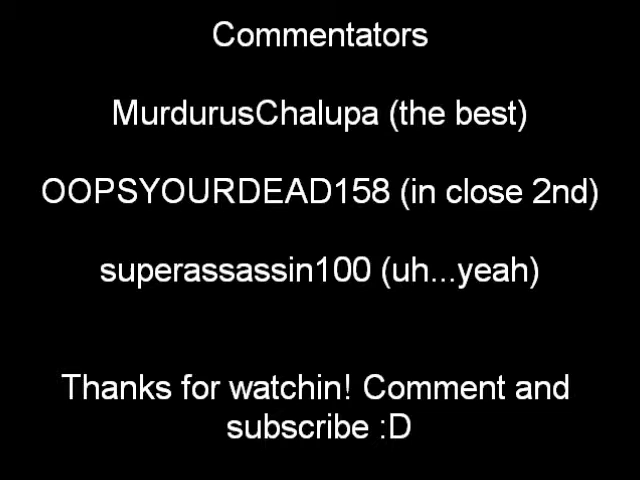 Commentators
MurdurusChalupa (the best)
OOPSYOURDEAD158 (in close 2nd)
superassassin100 (uh...yeah)
Thanks for watchin! Comment and
subscribe :D